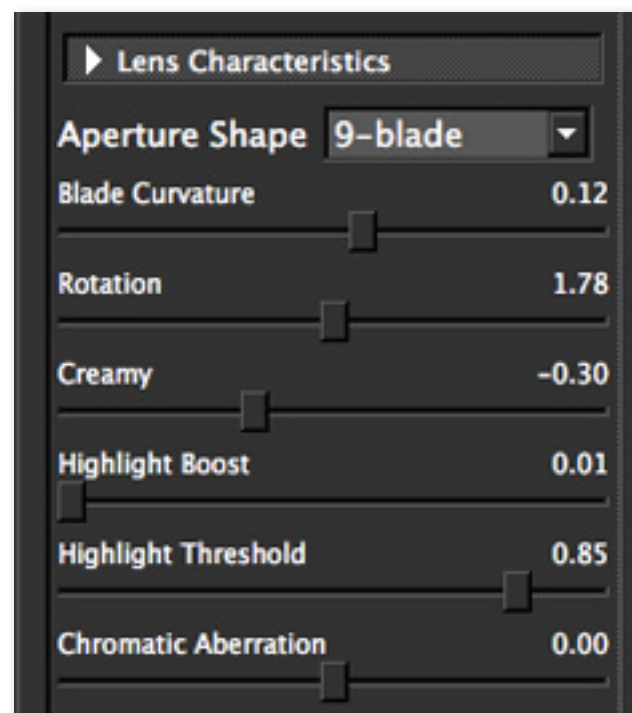 Lens Characteristics
Aperture Shape 9-blade
Blade Curvature 0.12
Rotation 1.78
Creamy -0.30
Highlight Boost 0.01
Highlight Threshold 0.85
Chromatic Aberration 0.00